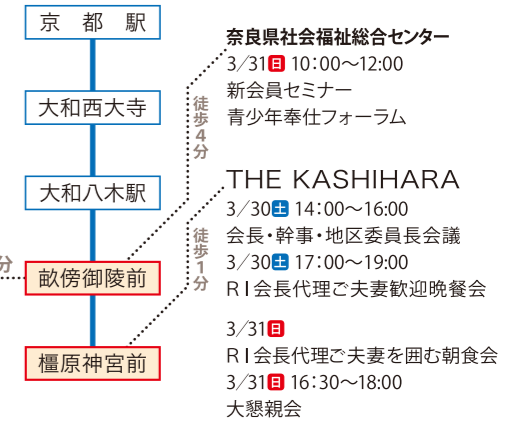 京都駅
大和西大寺
大和八木駅
分
畝傍御陵前
橿原神宮前
徒歩4分
徒歩1分
奈良県社会福祉総合センター
3/31日 10:00～12:00
新会員セミナー
青少年奉仕フォーラム
THE KASHIHARA
3/30土 14:00～16:00
会長・幹事・地区委員長会議
3/30土 17:00～19:00
RI会長代理ご夫妻歓迎晩餐会
3/31日
RI会長代理ご夫妻を囲む朝食会
3/31日 16:30～18:00
大懇親会